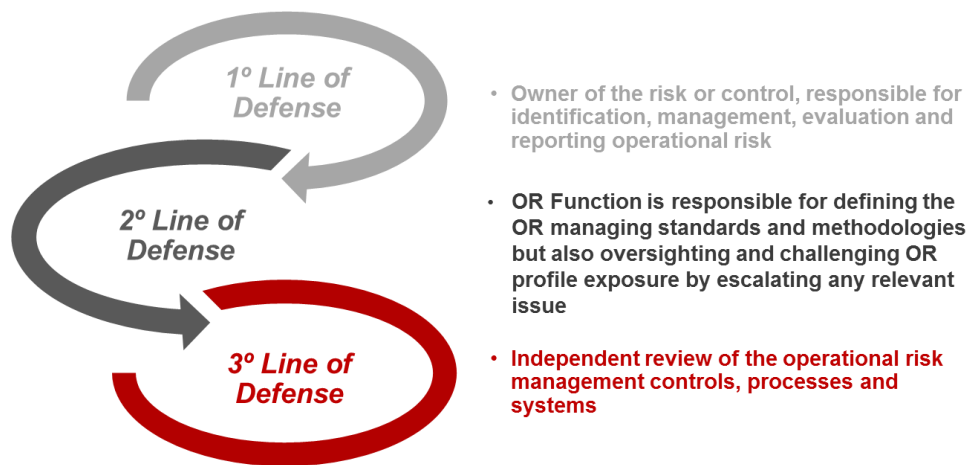 1º Line of
Defense
• Owner of the risk or control, responsible for
identification, management, evaluation and
reporting operational risk
2º Line of
Defense
• OR Function is responsible for defining the
OR managing standards and methodologies
but also oversighting and challenging OR
profile exposure by escalating any relevant
issue
3º Line of
Defense
• Independent review of the operational risk
management controls, processes and
systems